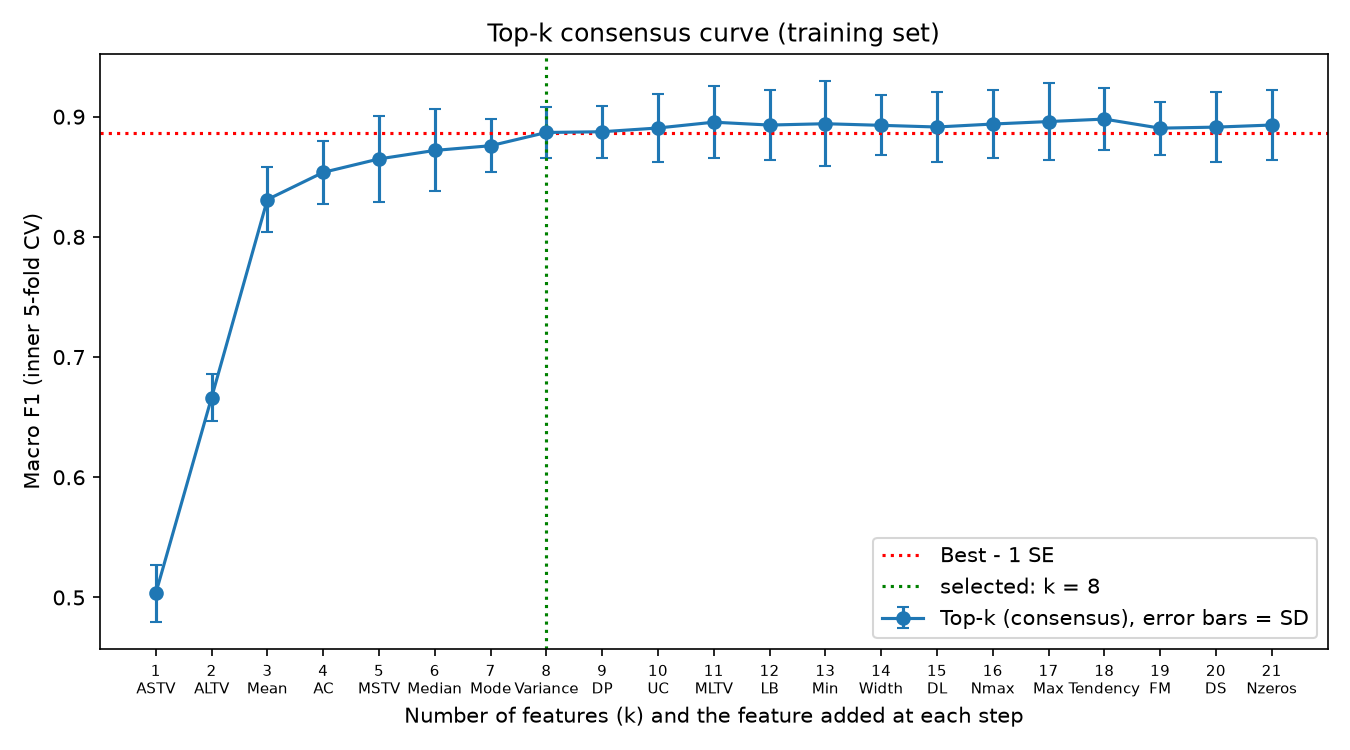 Top-k consensus curve (training set)
Macro F1 (inner 5-fold CV)
0.9
0.8
0.7
0.6
0.5
Best - 1 SE
selected: k = 8
Top-k (consensus), error bars = SD
1 2 3 4 5 6 7 8 9 10 11 12 13 14 15 16 17 18 19 20 21
ASTV ALTV Mean AC MSTV Median Mode Variance DP UC MLTV LB Min Width DL Nmax Max Tendency FM DS Nzeros
Number of features (k) and the feature added at each step